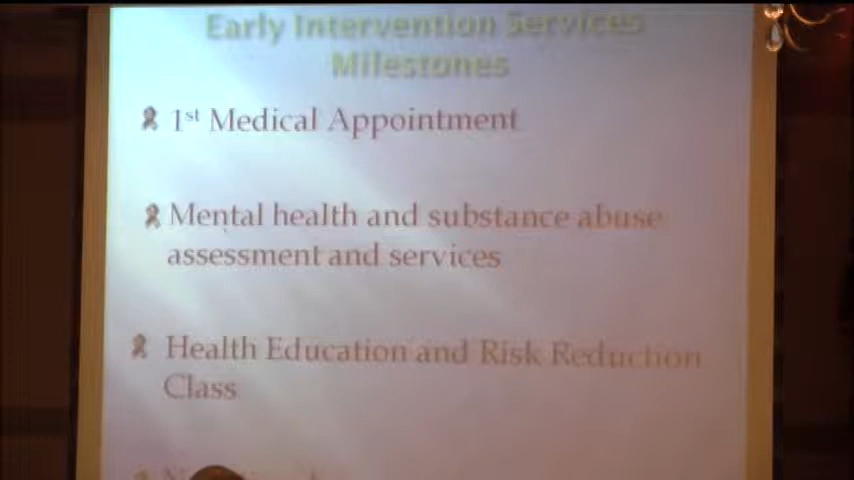 Early Intervention Services
Milestones
1st Medical Appointment
Mental health and substance abuse
assessment and services
Health Education and Risk Reduction
Class